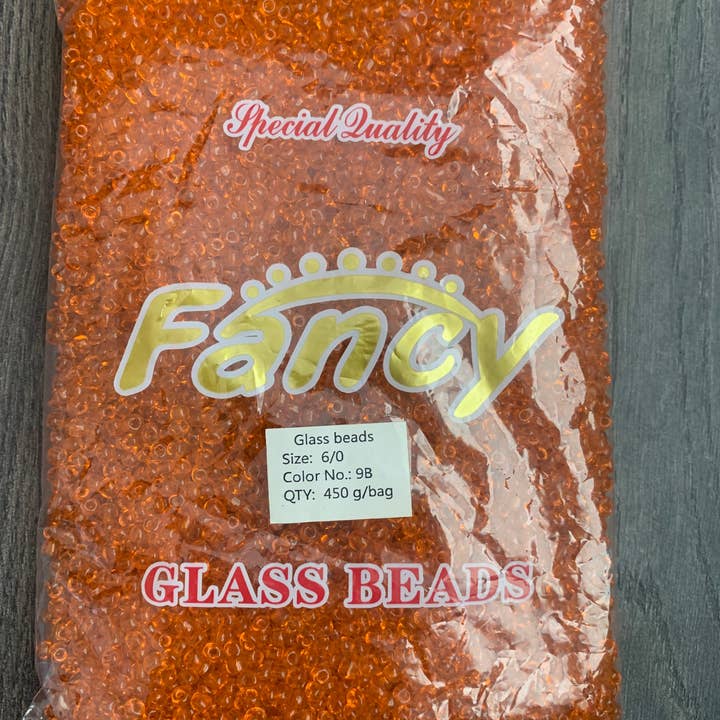 Special Quality
Fancy
Glass beads
Size: 6/0
Color No.: 9B
QTY: 450 g/bag
GLASS BEADS